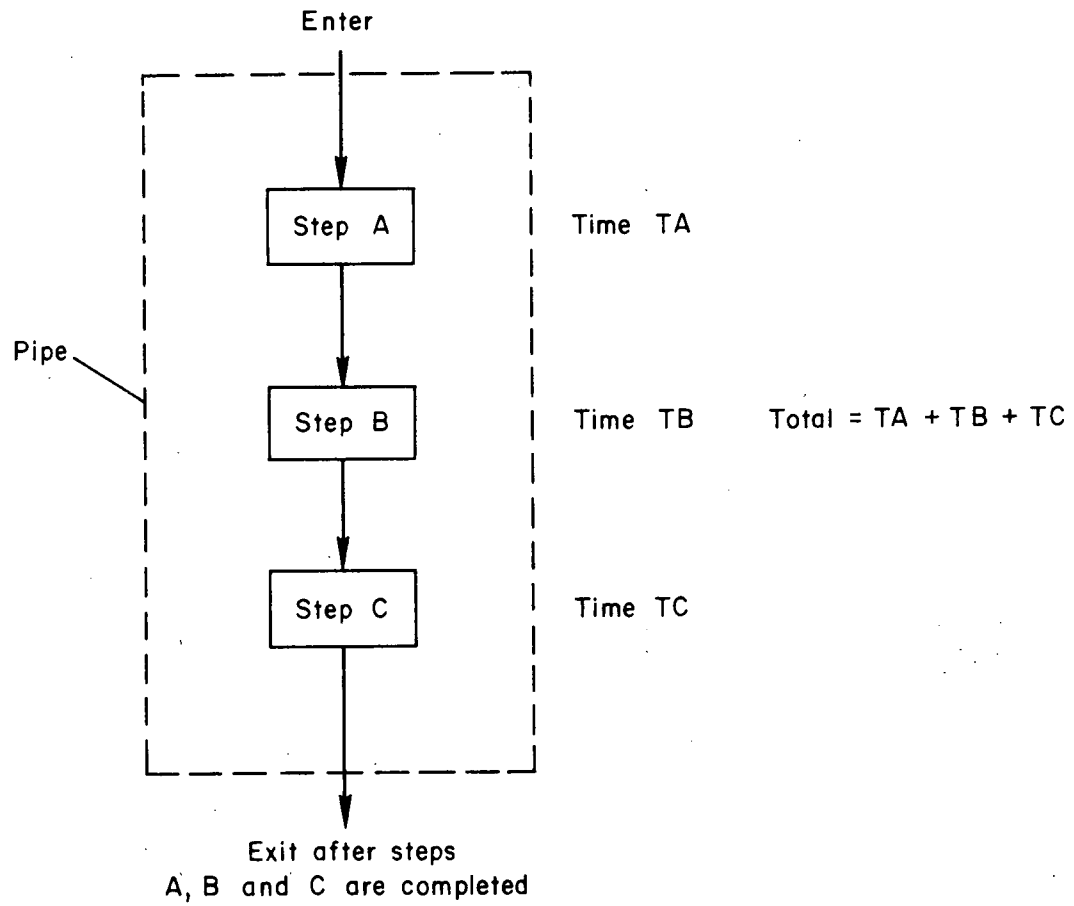 Enter
Step A
Time TA
Pipe
Step B
Time TB
Total = TA + TB + TC
Step C
Time TC
Exit after steps
A, B and C are completed